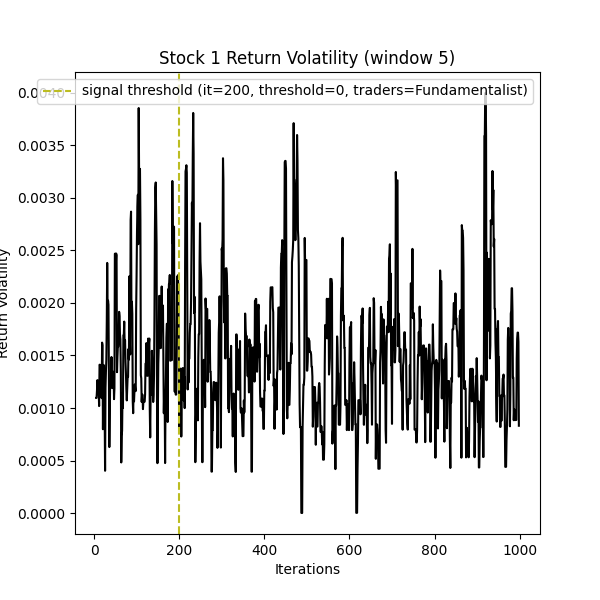 Stock 1 Return Volatility (window 5)
signal threshold (it=200, threshold=0, traders=Fundamentalist)
0.0040
0.0035
0.0030
0.0025
0.0020
0.0015
0.0010
0.0005
0.0000
Return Volatility
0 200 400 600 800 1000
Iterations